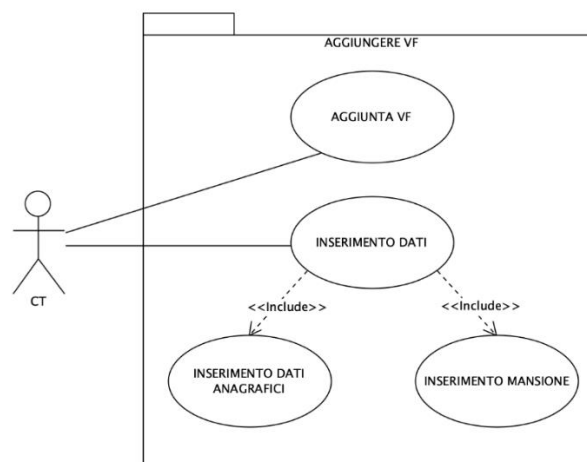 AGGIUNGERE VF
AGGIUNTA VF
INSERIMENTO DATI
CT
<<Include>>
<<Include>>
INSERIMENTO DATI
ANAGRAFICI
INSERIMENTO MANSIONE